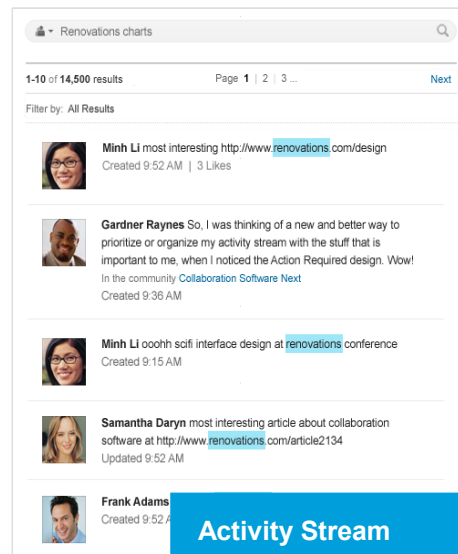 Renovations charts
1-10 of 14,500 results Page 1 | 2 | 3 ... Next
Filter by: All Results
Minh Li most interesting http://www.renovations.com/design
Created 9:52 AM | 3 Likes
Gardner Raynes So, I was thinking of a new and better way to
prioritize or organize my activity stream with the stuff that is
important to me, when I noticed the Action Required design. Wow!
In the community Collaboration Software Next
Created 9:36 AM
Minh Li ooohh scifi interface design at renovations conference
Created 9:15 AM
Samantha Daryn most interesting article about collaboration
software at http://www.renovations.com/article2134
Updated 9:52 AM
Frank Adams
Created 9:52
Activity Stream